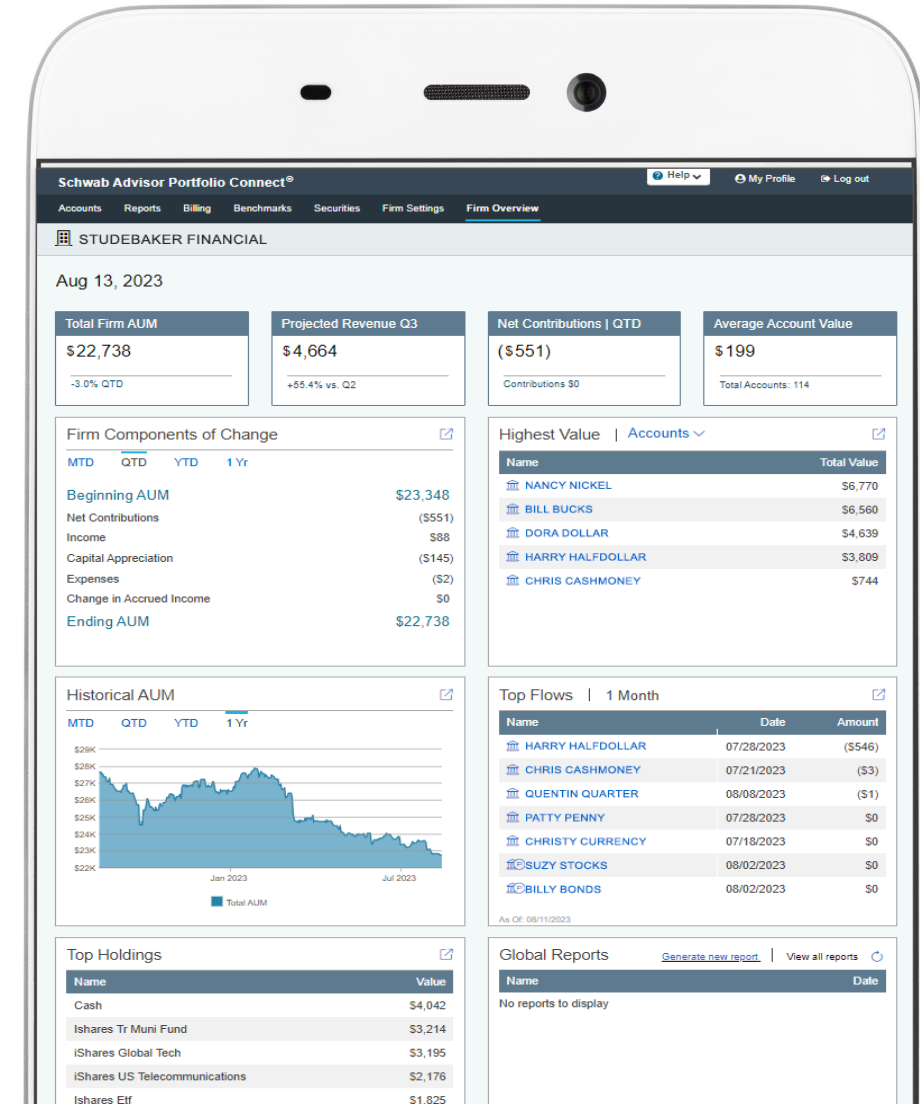 Schwab Advisor Portfolio Connect®
Help
My Profile
Log out
Accounts Reports Billing Benchmarks Securities Firm Settings Firm Overview
STUDEBAKER FINANCIAL
Aug 13, 2023
Total Firm AUM
$22,738
-3.0% QTD
Projected Revenue Q3
$4,664
+55.4% vs. Q2
Net Contributions | QTD
($551)
Contributions $0
Average Account Value
$199
Total Accounts: 114
Firm Components of Change
MTD QTD YTD 1 Yr
Beginning AUM $23,348
Net Contributions ($551)
Income $88
Capital Appreciation ($145)
Expenses ($2)
Change in Accrued Income $0
Ending AUM $22,738
Highest Value | Accounts
Name Total Value
NANCY NICKEL $6,770
BILL BUCKS $6,560
DORA DOLLAR $4,639
HARRY HALFDOLLAR $3,809
CHRIS CASHMONEY $744
Historical AUM
MTD QTD YTD 1 Yr
$29K
$28K
$27K
$26K
$25K
$24K
$23K
$22K
Jan 2023 Jul 2023
Total AUM
Top Flows | 1 Month
Name Date Amount
HARRY HALFDOLLAR 07/28/2023 ($546)
CHRIS CASHMONEY 07/21/2023 ($3)
QUENTIN QUARTER 08/08/2023 ($1)
PATTY PENNY 07/28/2023 $0
CHRISTY CURRENCY 07/18/2023 $0
P SUZY STOCKS 08/02/2023 $0
P BILLY BONDS 08/02/2023 $0
As Of: 08/11/2023
Top Holdings
Name Value
Cash $4,042
Ishares Tr Muni Fund $3,214
iShares Global Tech $3,195
iShares US Telecommunications $2,176
Ishares Etf $1,825
Global Reports Generate new report | View all reports
Name Date
No reports to display